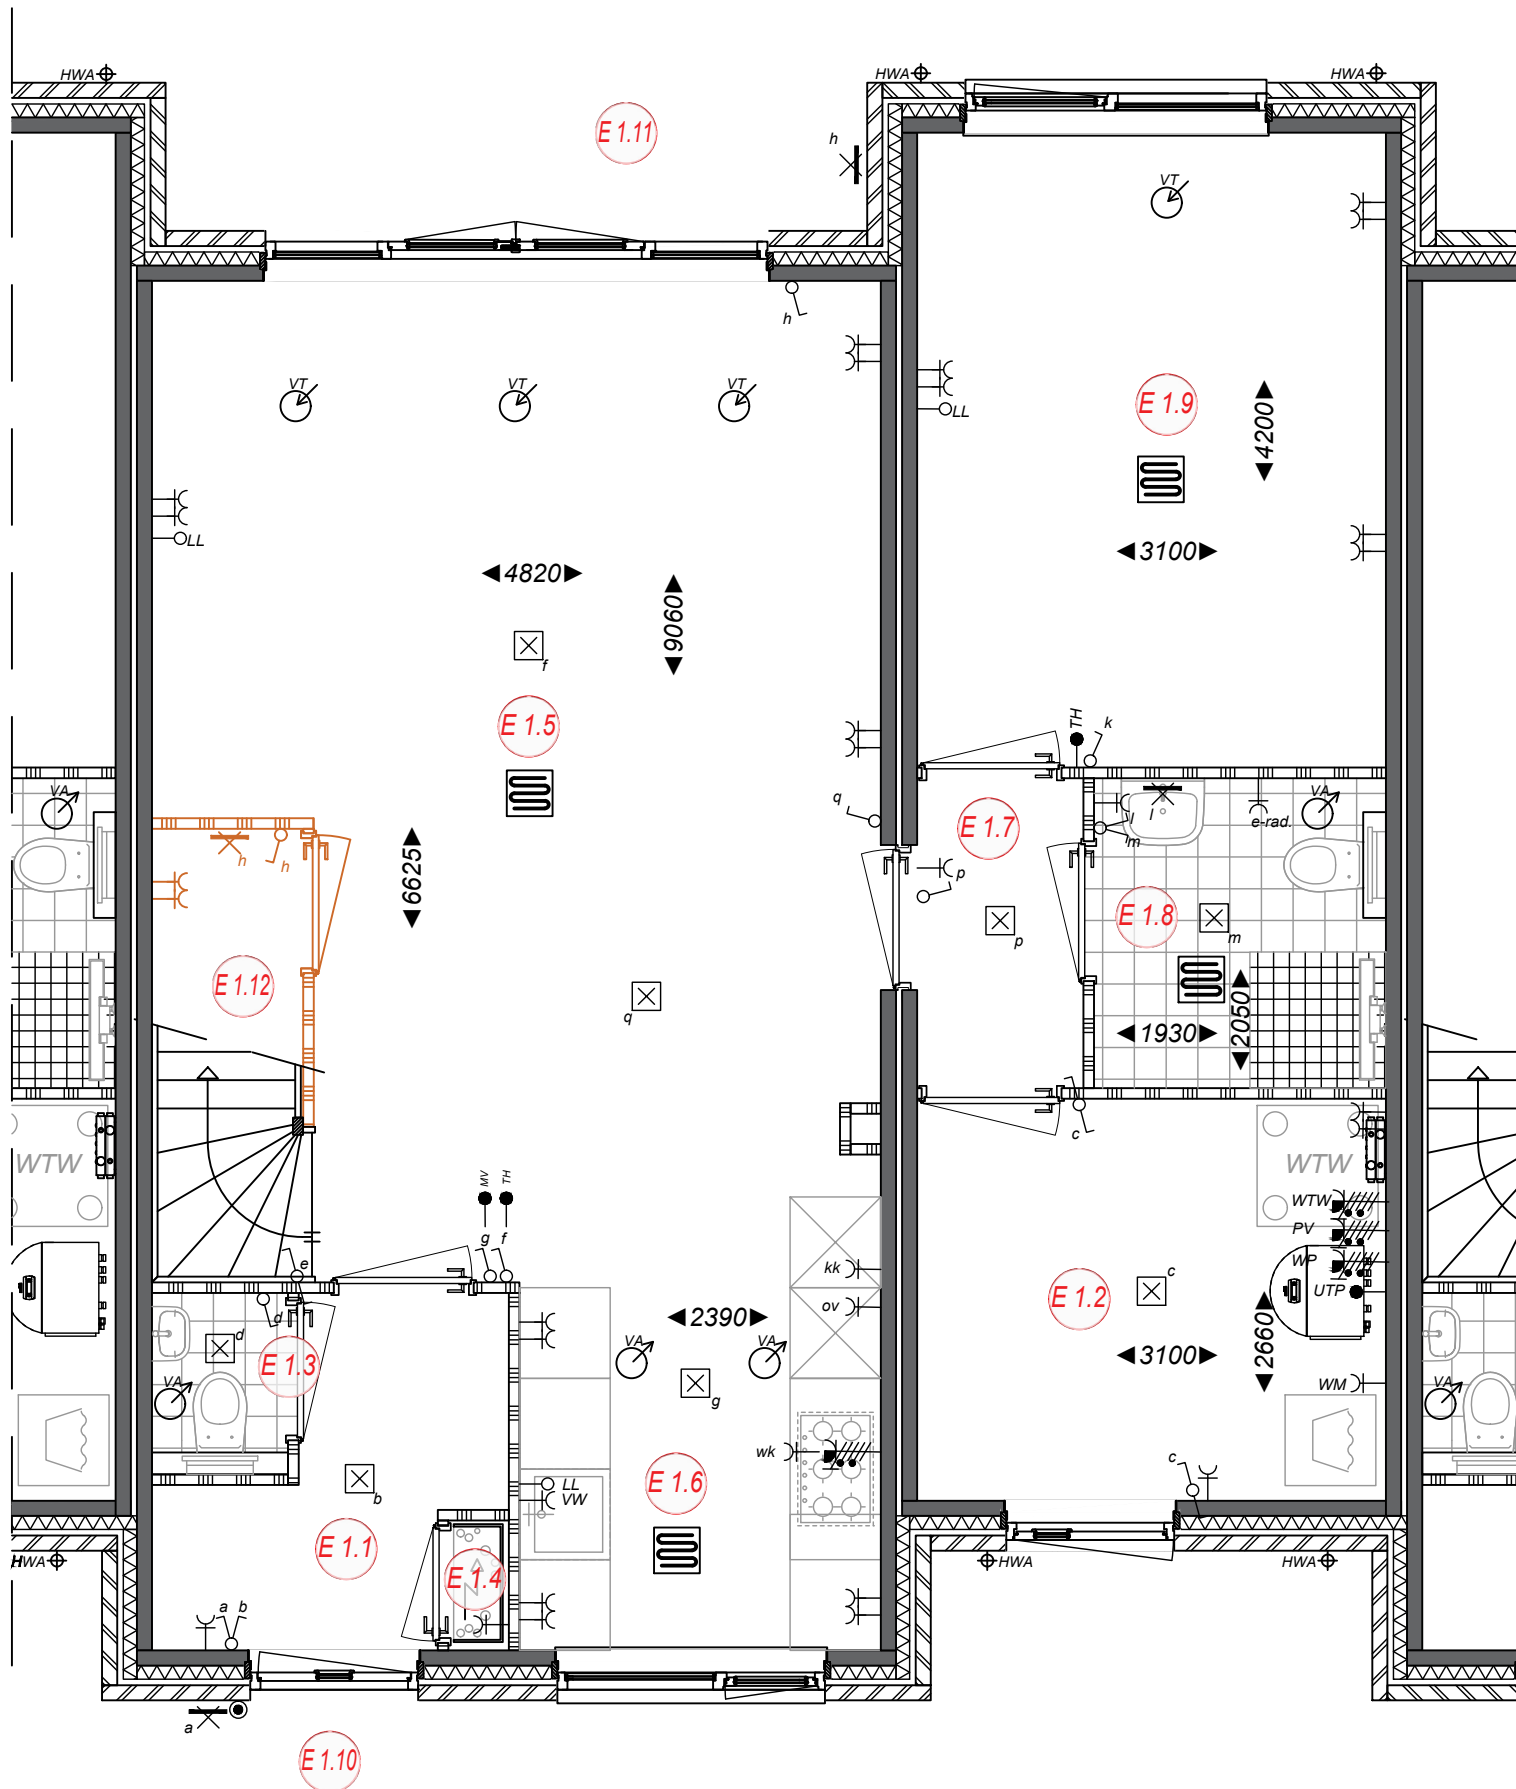 HWA
HWA
HWA
E 1.11
h
VT
h
VT
VT
VT
E 1.9
4200
LL
LL
3100
4820
9060
f
E 1.5
TH
k
q
E 1.7
VA
l
l
e-rad.
VA
m
h
h
6625
p
E 1.8
m
p
E 1.12
q
1930
2050
c
WTW
WTW
MV
TH
WTW
PV
WP
UTP
g
f
e
kk
ov
c
E 1.2
d
d
E 1.3
2390
VA
VA
g
3100
2660
VA
WM
VA
wk
c
b
LL
VW
E 1.6
E 1.1
E 1.4
HWA
HWA
HWA
a
b
a
E 1.10